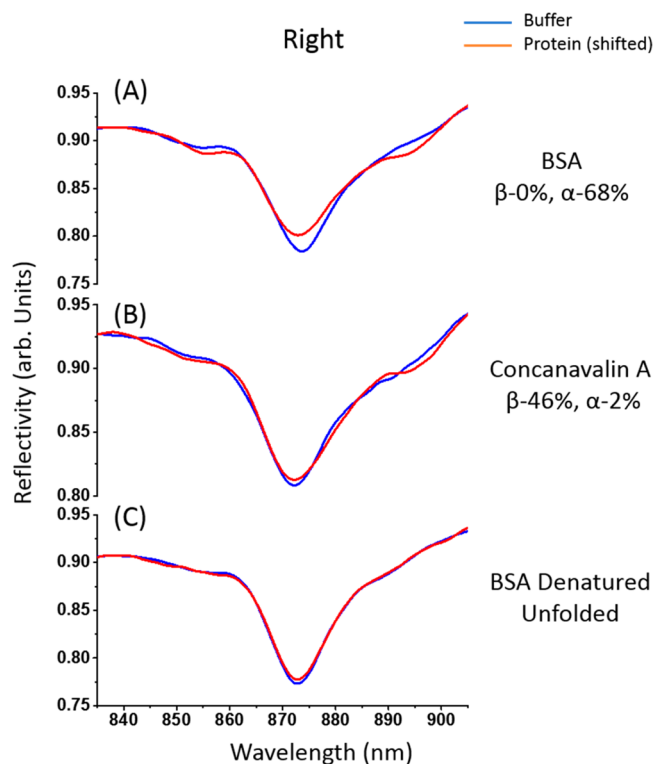 Right
Buffer
Protein (shifted)
Reflectivity (arb. Units)
(A)
0.95
0.90
0.85
0.80
0.75
BSA
β-0%, α-68%
(B)
0.95
0.90
0.85
0.80
Concanavalin A
β-46%, α-2%
(C)
0.95
0.90
0.85
0.80
0.75
BSA Denatured
Unfolded
840 850 860 870 880 890 900
Wavelength (nm)